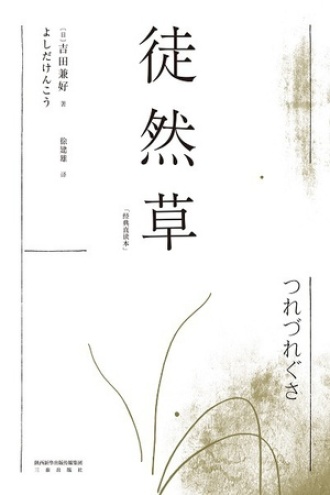 徒然草
「经典直读本」
〔日〕吉田兼好 著
よしだけんこう
徐建雄 译
つれづれぐさ
陕西新华出版传媒集团
三秦出版社